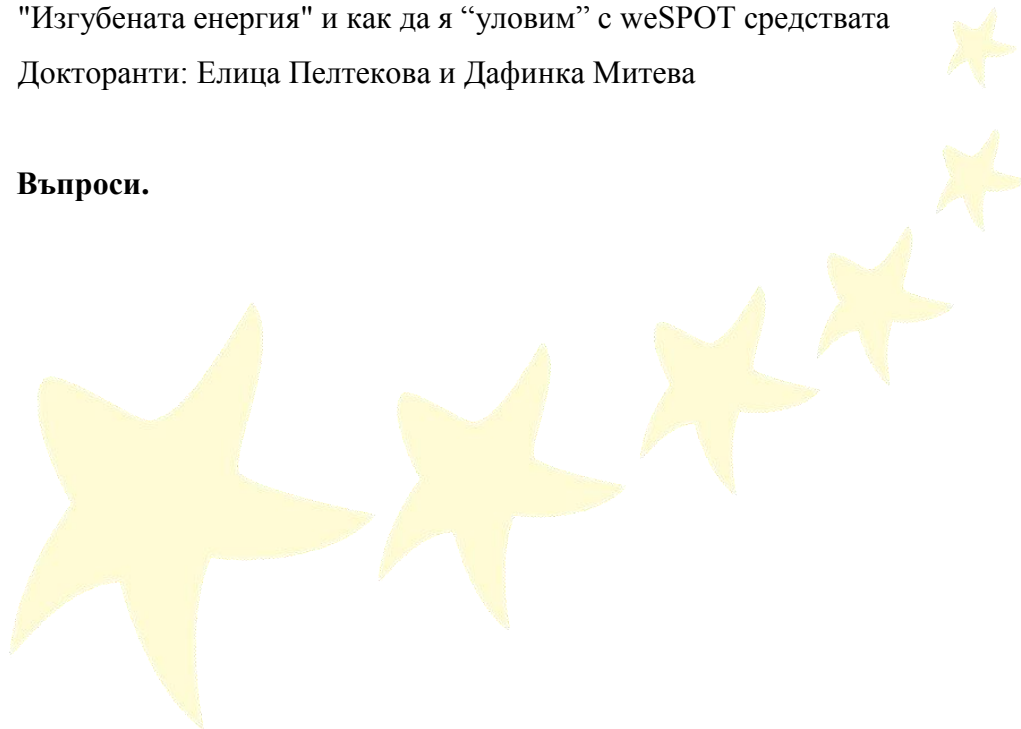 "Изгубената енергия" и как да я “уловим” с weSPOT средствата
Докторанти: Елица Пелтекова и Дафинка Митева
Въпроси.